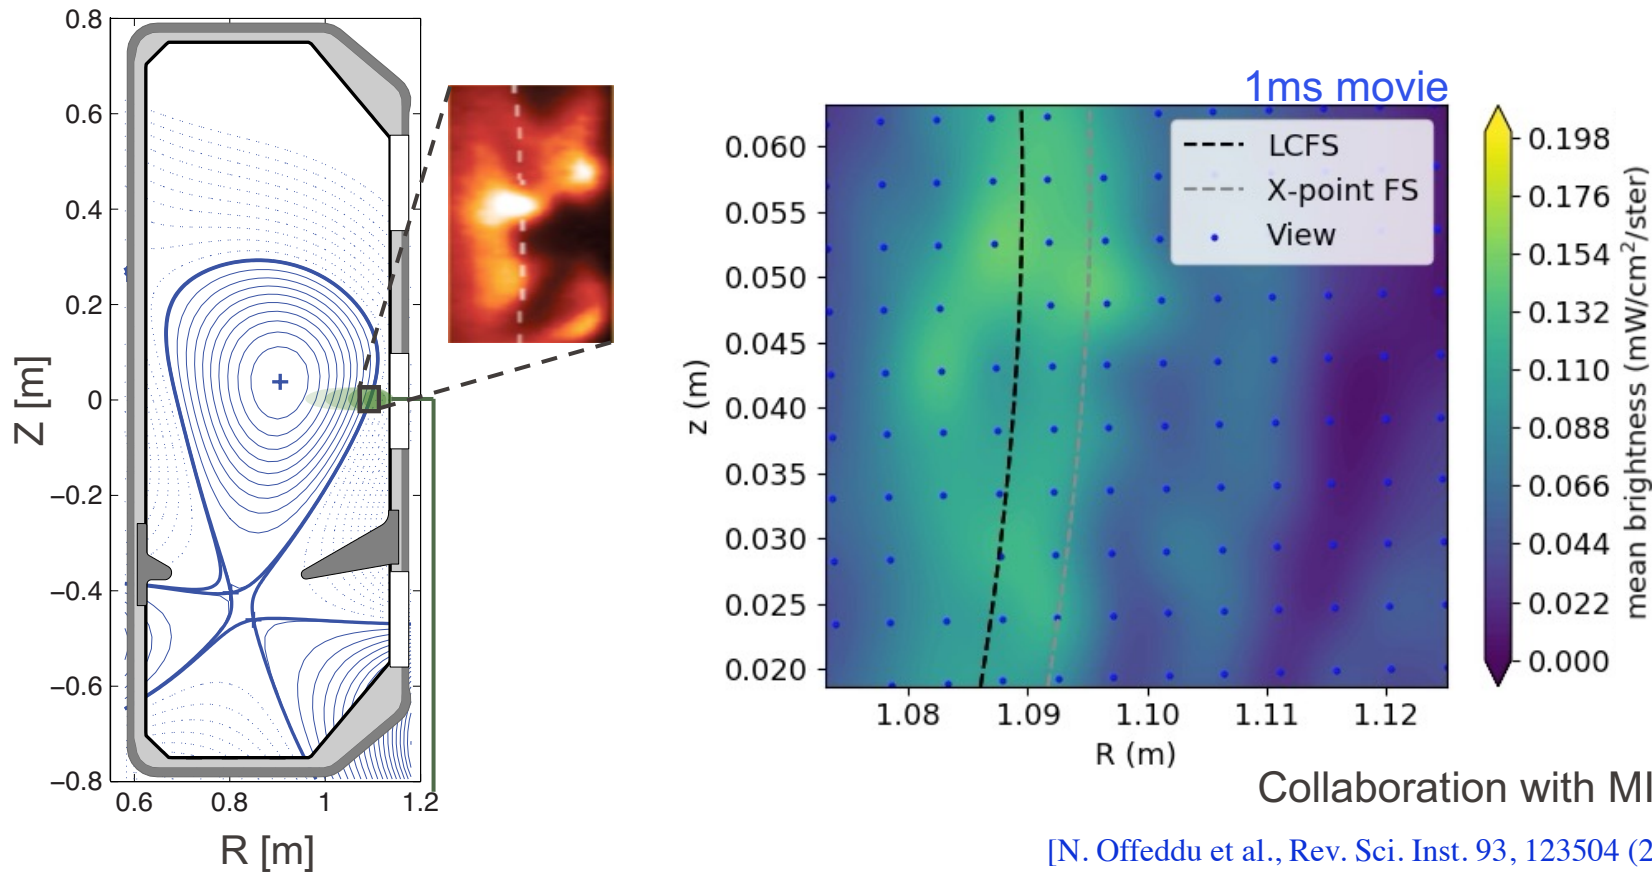 0.8
0.6
0.4
0.2
0
−0.2
−0.4
−0.6
−0.8
Z [m]
0.6 0.8 1 1.2
R [m]
1ms movie
LCFS
X-point FS
View
0.060
0.055
0.050
0.045
0.040
0.035
0.030
0.025
0.020
z (m)
1.08 1.09 1.10 1.11 1.12
R (m)
0.198
0.176
0.154
0.132
0.110
0.088
0.066
0.044
0.022
0.000
mean brightness (mW/cm²/ster)
Collaboration with MI
[N. Offeddu et al., Rev. Sci. Inst. 93, 123504 (2